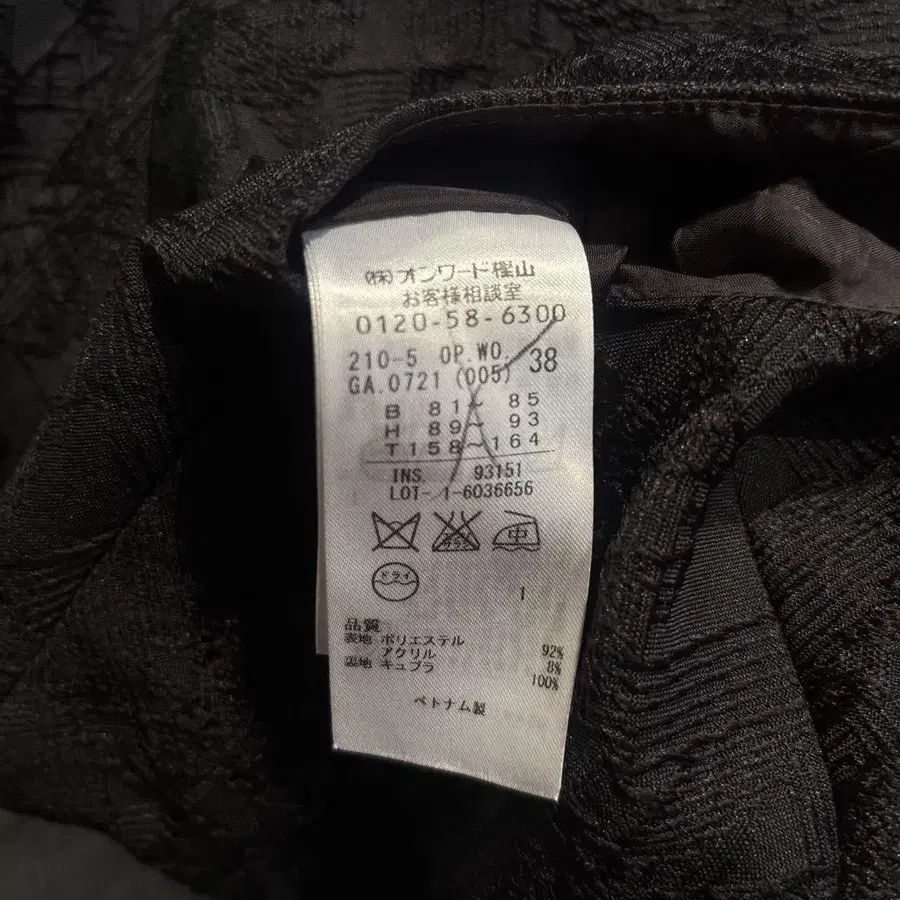 ㈱オンワード樫山
お客様相談室
0120-58-6300
210-5 OP.WO. 38
GA.0721 (005)
B 81~ 85
H 89~ 93
T158~164
INS. 93151
LOT- 1-6036656
中
ドライ
1
品質
表地 ポリエステル 92%
アクリル 8%
裏地 キュプラ 100%
ベトナム製